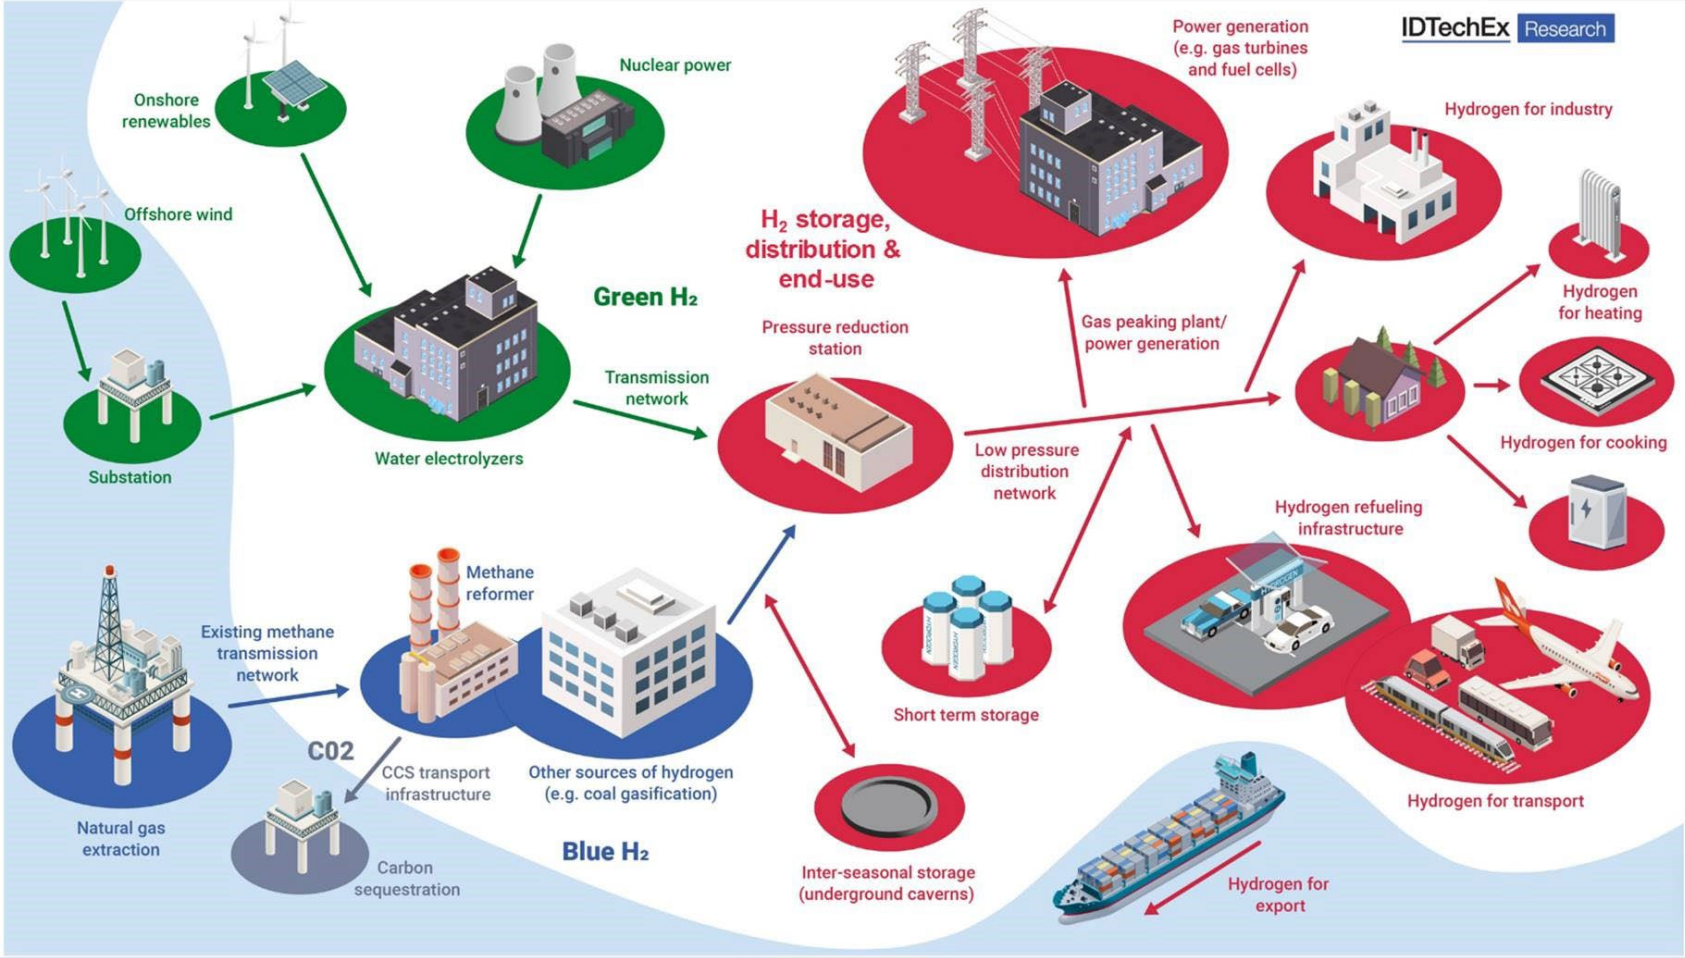 IDTechEx Research
Onshore
renewables
Nuclear power
Offshore wind
Substation
Water electrolyzers
Green H₂
Transmission
network
H₂ storage,
distribution &
end-use
Pressure reduction
station
Power generation
(e.g. gas turbines
and fuel cells)
Hydrogen for industry
Gas peaking plant/
power generation
Low pressure
distribution
network
Hydrogen
for heating
Hydrogen for cooking
Hydrogen refueling
infrastructure
HYDROGEN
Hydrogen for transport
HYDROGEN
HYDROGEN
HYDROGEN
Short term storage
Existing methane
transmission
network
Methane
reformer
H
Natural gas
extraction
C02
CCS transport
infrastructure
Carbon
sequestration
Other sources of hydrogen
(e.g. coal gasification)
Blue H₂
Inter-seasonal storage
(underground caverns)
Hydrogen for
export